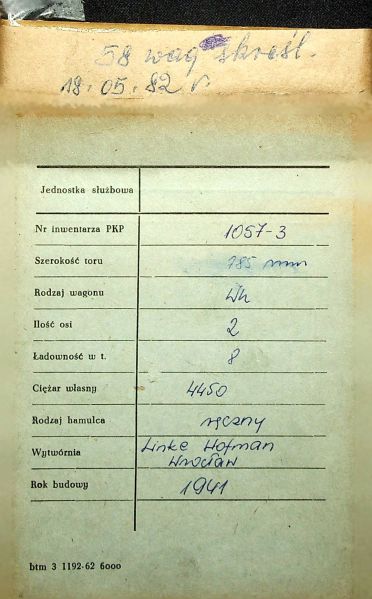 58 wag skreśl.
18.05.82 r.
Jednostka służbowa
Nr inwentarza PKP 1057-3
Szerokość toru 785 mm
Rodzaj wagonu Wh
Ilość osi 2
Ładowność w t. 8
Ciężar własny 4450
Rodzaj hamulca ręczny
Wytwórnia Linke Hofman
Wrocław
Rok budowy 1941
btm 3 1192-62 6000